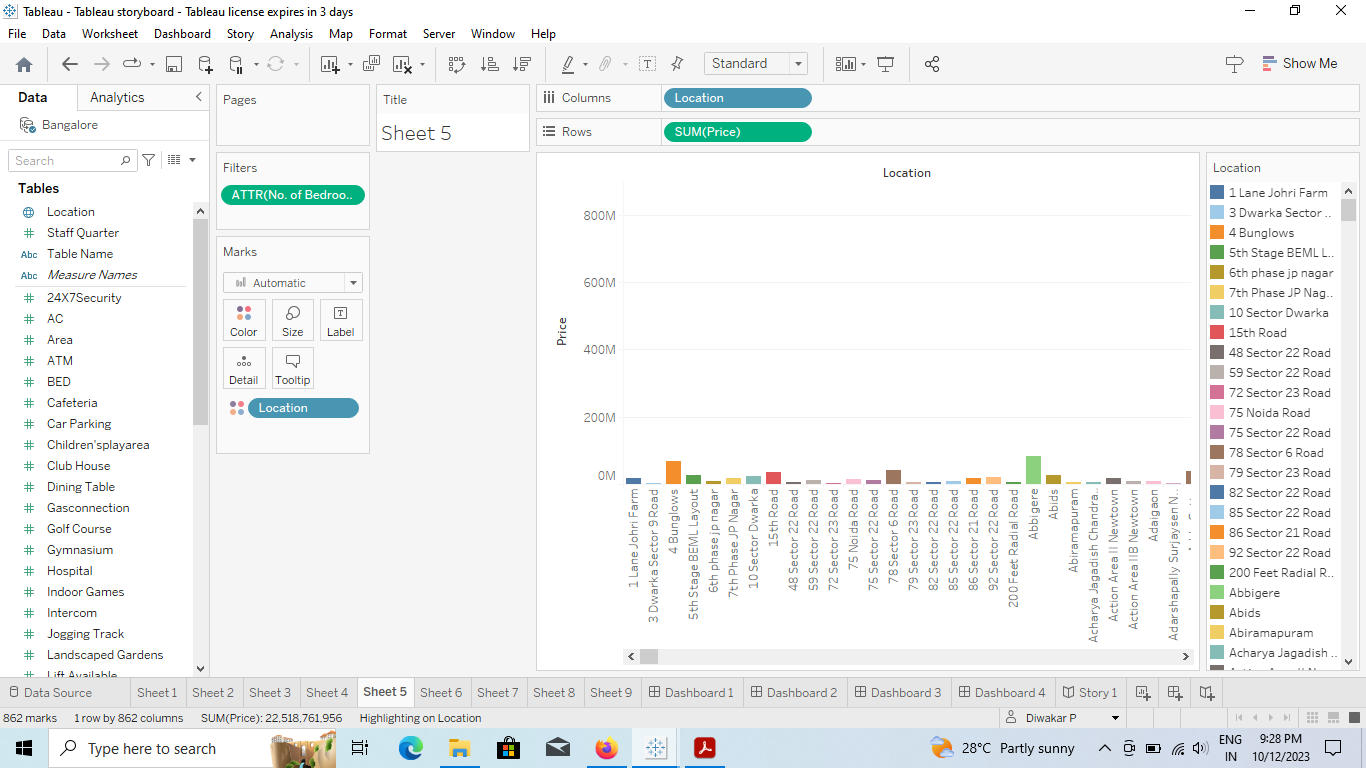 Tableau - Tableau storyboard - Tableau license expires in 3 days
File Data Worksheet Dashboard Story Analysis Map Format Server Window Help
Standard
Show Me
Data Analytics
Bangalore
Search
Tables
Location
Staff Quarter
Abc Table Name
Abc Measure Names
24X7Security
AC
Area
ATM
BED
Cafeteria
Car Parking
Children'splayarea
Club House
Dining Table
Gasconnection
Golf Course
Gymnasium
Hospital
Indoor Games
Intercom
Jogging Track
Landscaped Gardens
Lift Available
Pages
Filters
ATTR(No. of Bedroo..
Marks
Automatic
Color Size Label
Detail Tooltip
Location
Title
Sheet 5
Columns Location
Rows SUM(Price)
Location
Price
800M
600M
400M
200M
0M
1 Lane Johri Farm
3 Dwarka Sector 9 Road
4 Bunglows
5th Stage BEML Layout
6th phase jp nagar
7th Phase JP Nagar
10 Sector Dwarka
15th Road
48 Sector 22 Road
59 Sector 22 Road
72 Sector 23 Road
75 Noida Road
75 Sector 22 Road
78 Sector 6 Road
79 Sector 23 Road
82 Sector 22 Road
85 Sector 22 Road
86 Sector 21 Road
92 Sector 22 Road
200 Feet Radial Road
Abbigere
Abids
Abiramapuram
Acharya Jagadish Chandra..
Action Area II Newtown
Action Area IIB Newtown
Adajgaon
Adarshapally Surjaysen N..
Location
1 Lane Johri Farm
3 Dwarka Sector ..
4 Bunglows
5th Stage BEML L..
6th phase jp nagar
7th Phase JP Nag..
10 Sector Dwarka
15th Road
48 Sector 22 Road
59 Sector 22 Road
72 Sector 23 Road
75 Noida Road
75 Sector 22 Road
78 Sector 6 Road
79 Sector 23 Road
82 Sector 22 Road
85 Sector 22 Road
86 Sector 21 Road
92 Sector 22 Road
200 Feet Radial R..
Abbigere
Abids
Abiramapuram
Acharya Jagadish ..
Data Source Sheet 1 Sheet 2 Sheet 3 Sheet 4 Sheet 5 Sheet 6 Sheet 7 Sheet 8 Sheet 9 Dashboard 1 Dashboard 2 Dashboard 3 Dashboard 4 Story 1
862 marks 1 row by 862 columns SUM(Price): 22,518,761,956 Highlighting on Location Diwakar P
Type here to search 28°C Partly sunny ENG 9:28 PM
IN 10/12/2023